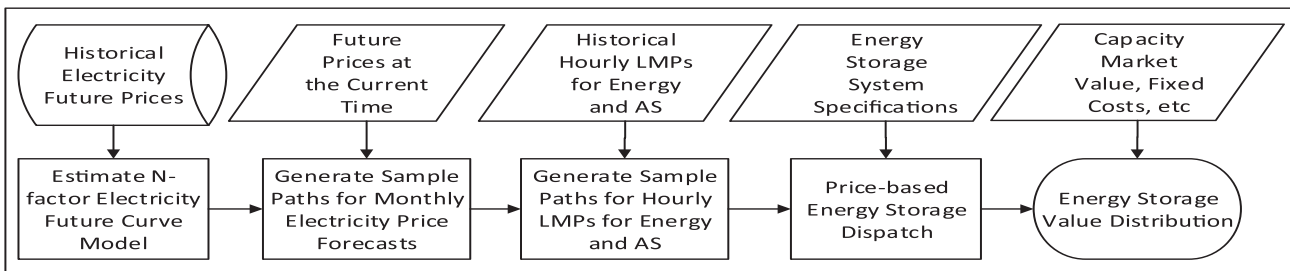 Historical
Electricity
Future Prices
Future
Prices at
the Current
Time
Historical
Hourly LMPs
for Energy
and AS
Energy
Storage
System
Specifications
Capacity
Market
Value, Fixed
Costs, etc
Estimate N-
factor Electricity
Future Curve
Model
Generate Sample
Paths for Monthly
Electricity Price
Forecasts
Generate Sample
Paths for Hourly
LMPs for Energy
and AS
Price-based
Energy Storage
Dispatch
Energy Storage
Value Distribution